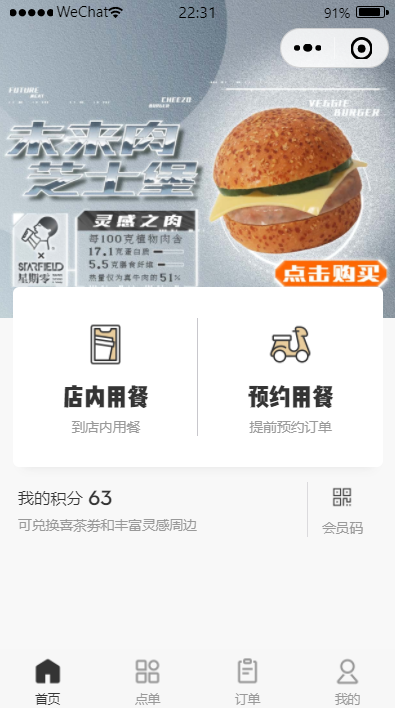 WeChat 22:31 91%
FUTURE
MEAT
CHEEZO
BURGER
VEGGIE
BURGER
未来肉
芝士堡
灵感之肉
每100克植物肉含
17.1克蛋白质
5.5克膳食纤维
热量仅为真牛肉的51%
STARFIELD
星期零
点击购买
店内用餐
到店内用餐
预约用餐
提前预约订单
我的积分 63
可兑换喜茶券和丰富灵感周边
会员码
首页 点单 订单 我的